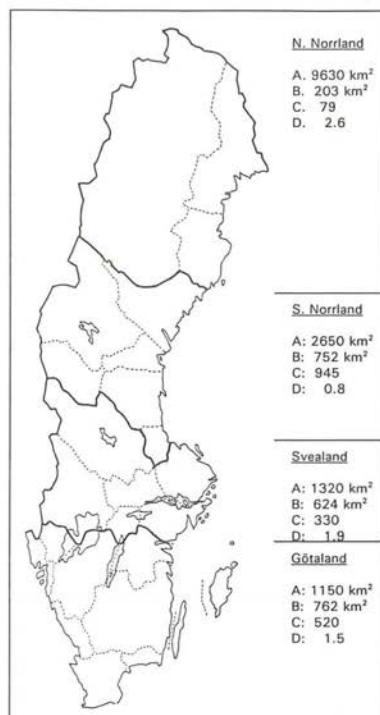 N. Norrland
A. 9630 km²
B. 203 km²
C. 79
D. 2.6
S. Norrland
A: 2650 km²
B: 752 km²
C: 945
D: 0.8
Svealand
A: 1320 km²
B: 624 km²
C: 330
D: 1.9
Götaland
A: 1150 km²
B: 762 km²
C: 520
D: 1.5